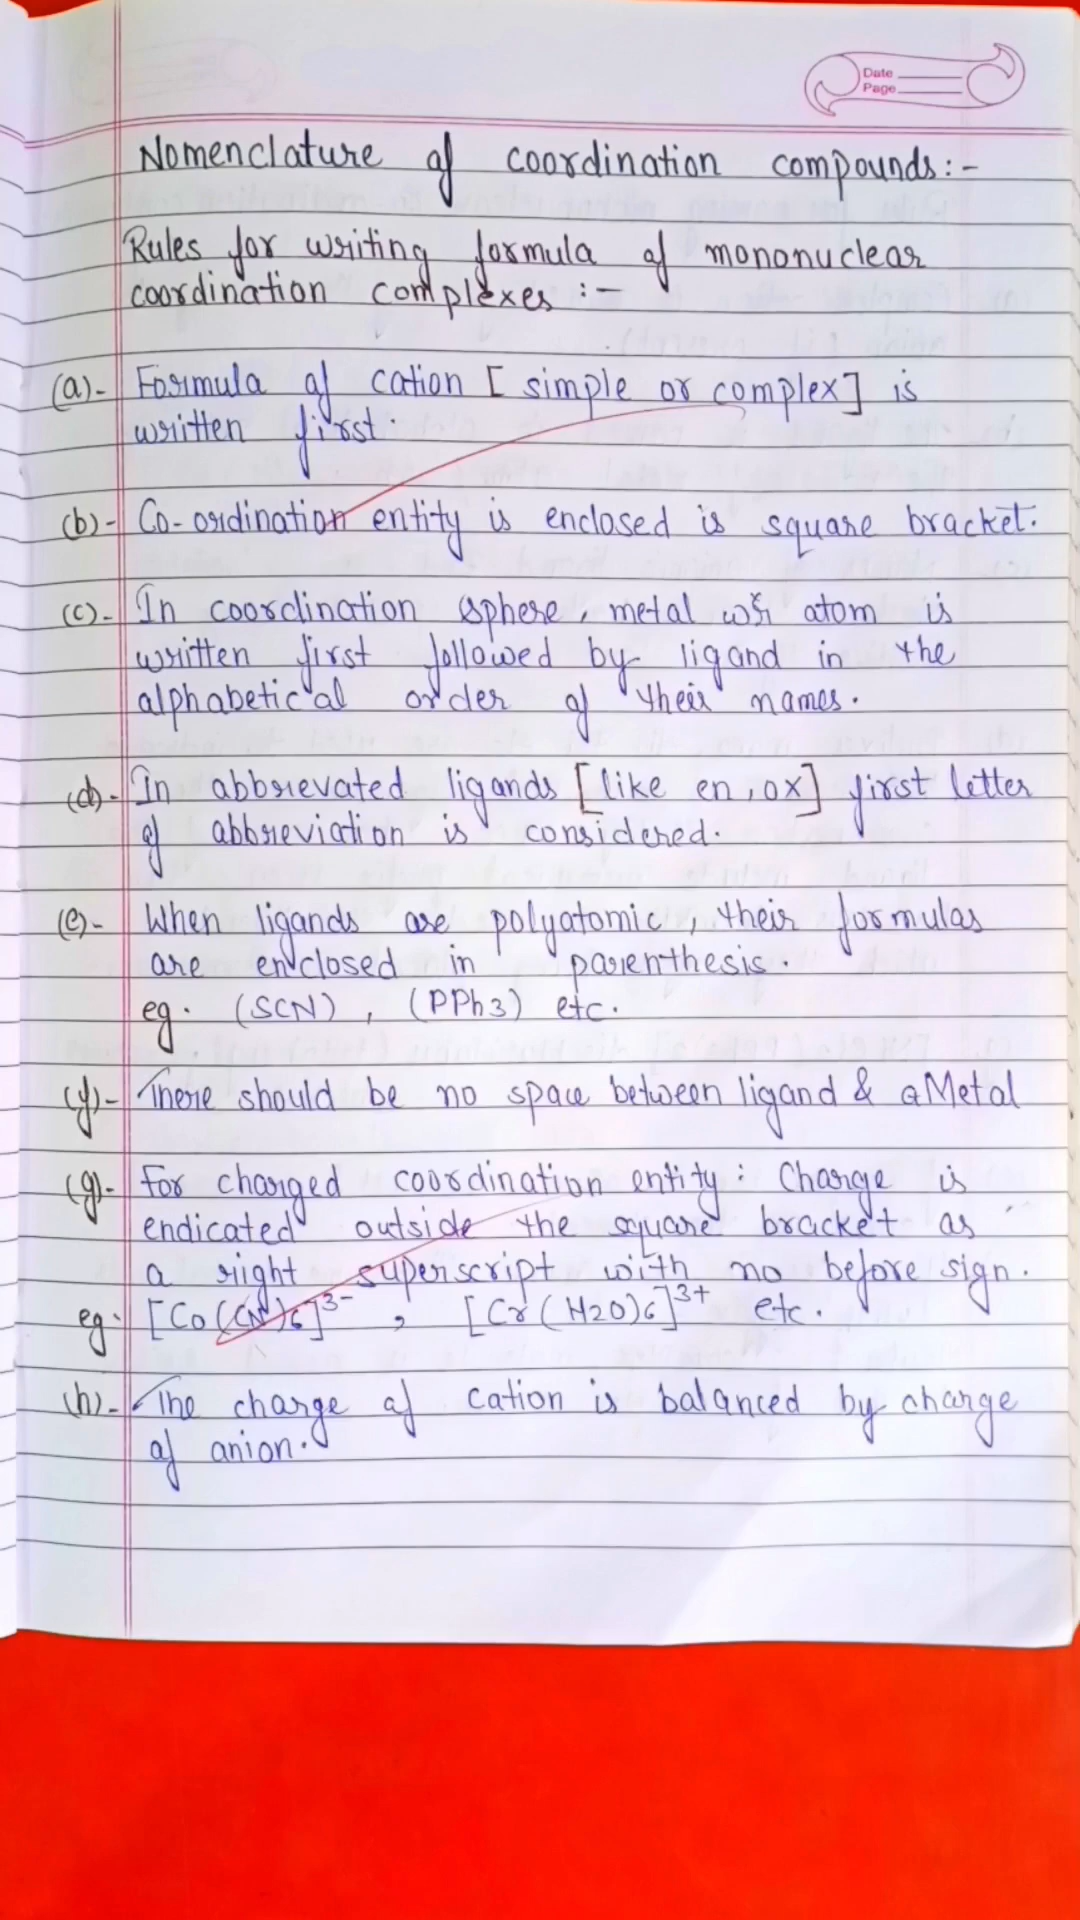 Date
Page
Nomenclature of coordination compounds:-
Rules for writing formula of mononuclear
coordination complexes :-
(a)- Formula of cation [ simple or complex] is
written first.
(b)- Co-ordination entity is enclosed is square bracket.
(c)- In coordination sphere, metal atom is
written first followed by ligand in the
alphabetical order of their names.
(d)- In abbrevated ligands [like en, ox] first letter
of abbreviation is considered.
(e)- When ligands are polyatomic, their formulas
are enclosed in parenthesis.
eg. (SCN), (PPh3) etc.
(f)- There should be no space between ligand & Metal
(g)- For charged coordination entity: Charge is
endicated outside the square bracket as
a right superscript with no before sign.
eg. [Co(CN)6]3-, [Cr(H2O)6]3+ etc.
(h)- The charge of cation is balanced by charge
of anion.